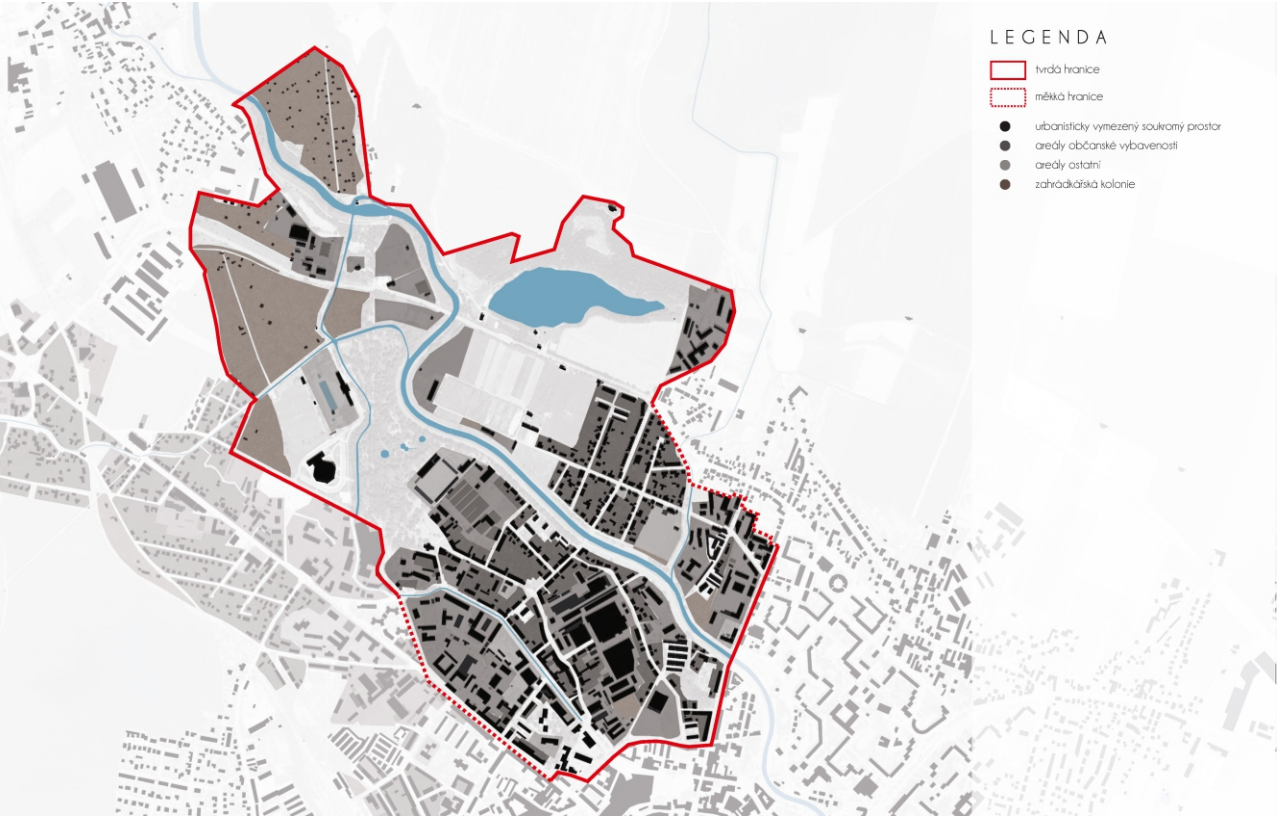 LEGENDA
tvrdá hranice
měkká hranice
urbanisticky vymezený soukromý prostor
areály občanské vybavenosti
areály ostatní
zahrádkářská kolonie